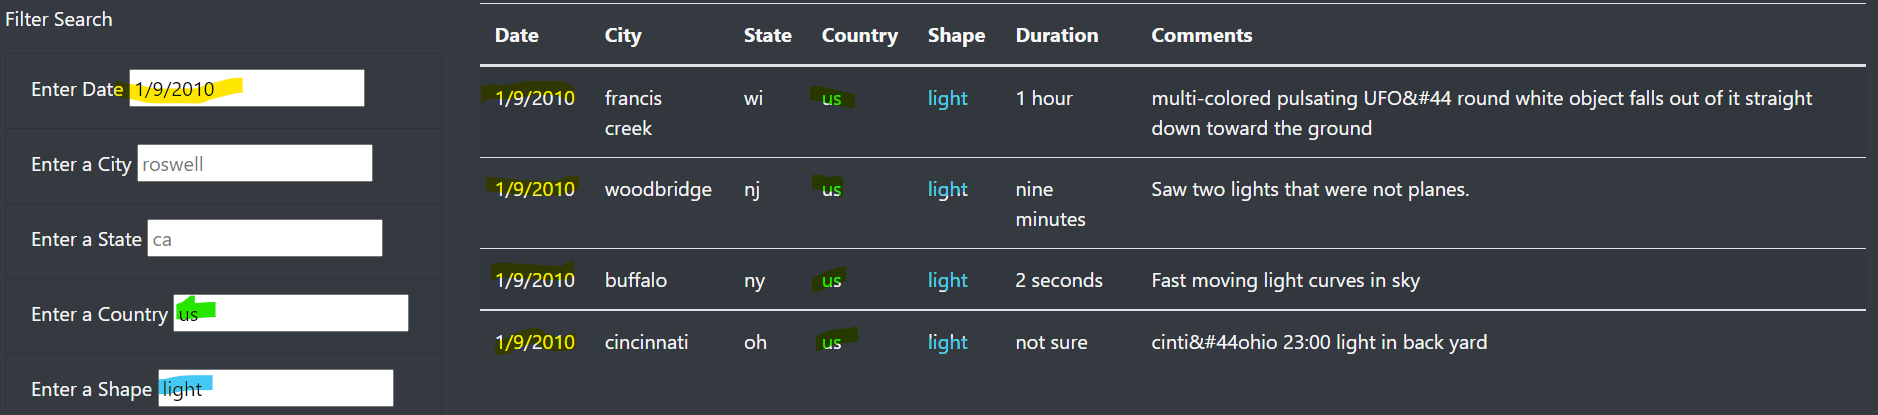 Filter Search
Enter Date 1/9/2010
Enter a City roswell
Enter a State ca
Enter a Country us
Enter a Shape light
Date City State Country Shape Duration Comments
1/9/2010 francis wi us light 1 hour multi-colored pulsating UFO&#44 round white object falls out of it straight
creek down toward the ground
1/9/2010 woodbridge nj us light nine Saw two lights that were not planes.
minutes
1/9/2010 buffalo ny us light 2 seconds Fast moving light curves in sky
1/9/2010 cincinnati oh us light not sure cinti&#44ohio 23:00 light in back yard